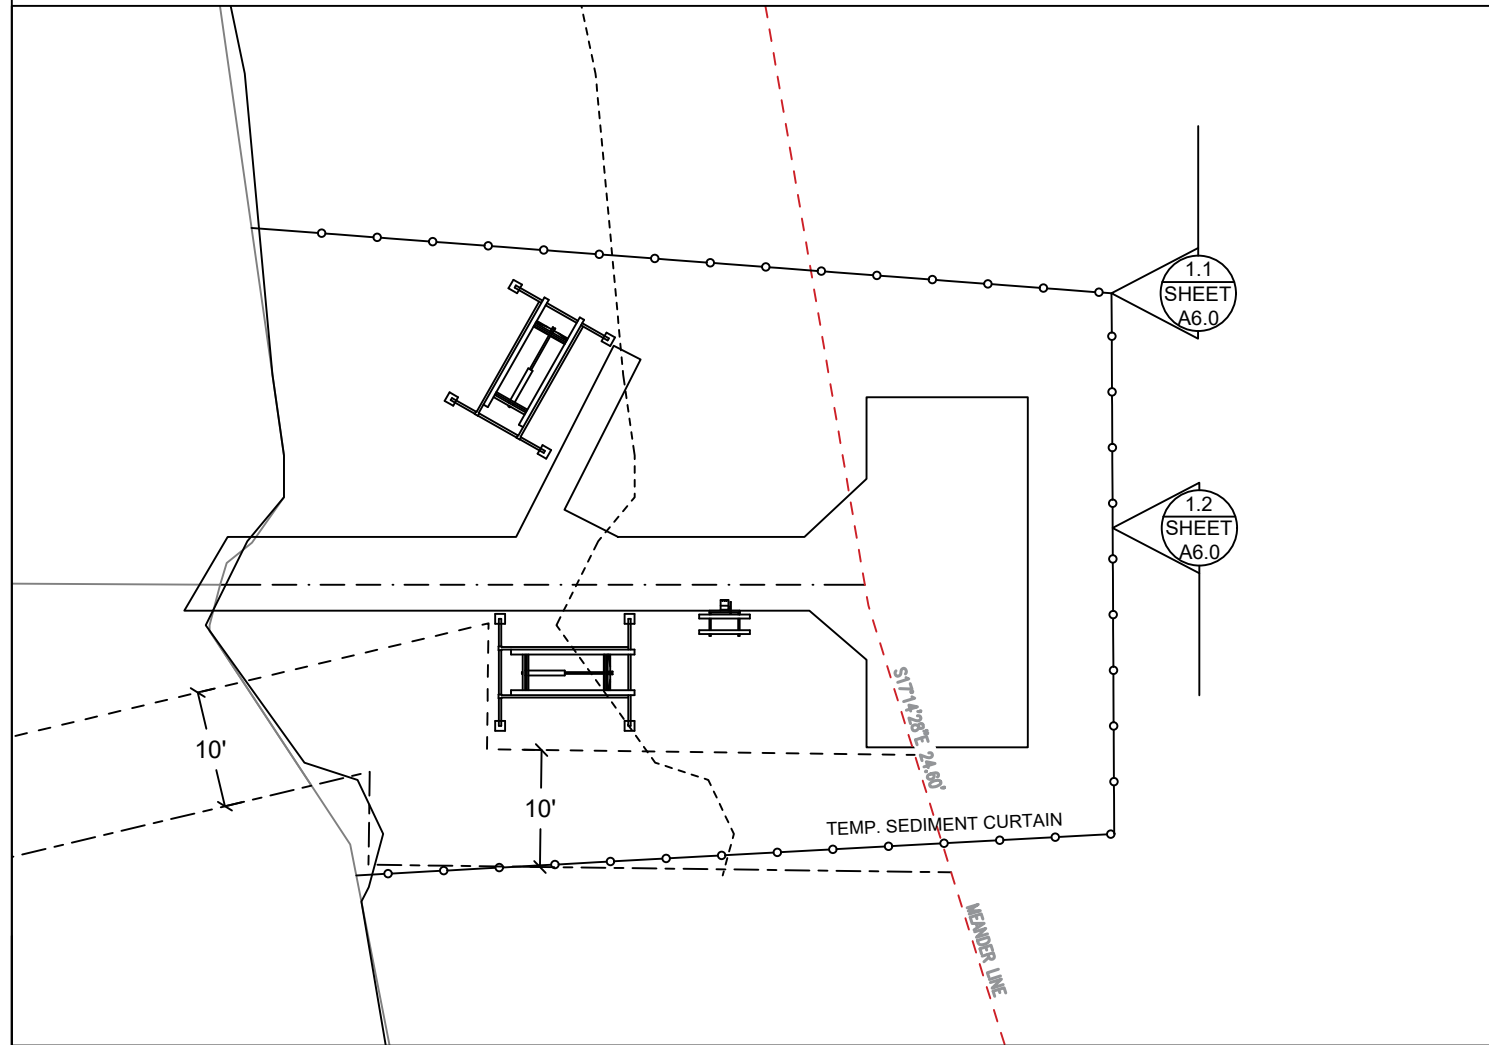 1.1
SHEET
A6.0
1.2
SHEET
A6.0
S17°14'28"E 24.60'
10'
10'
TEMP. SEDIMENT CURTAIN
MEANDER LINE